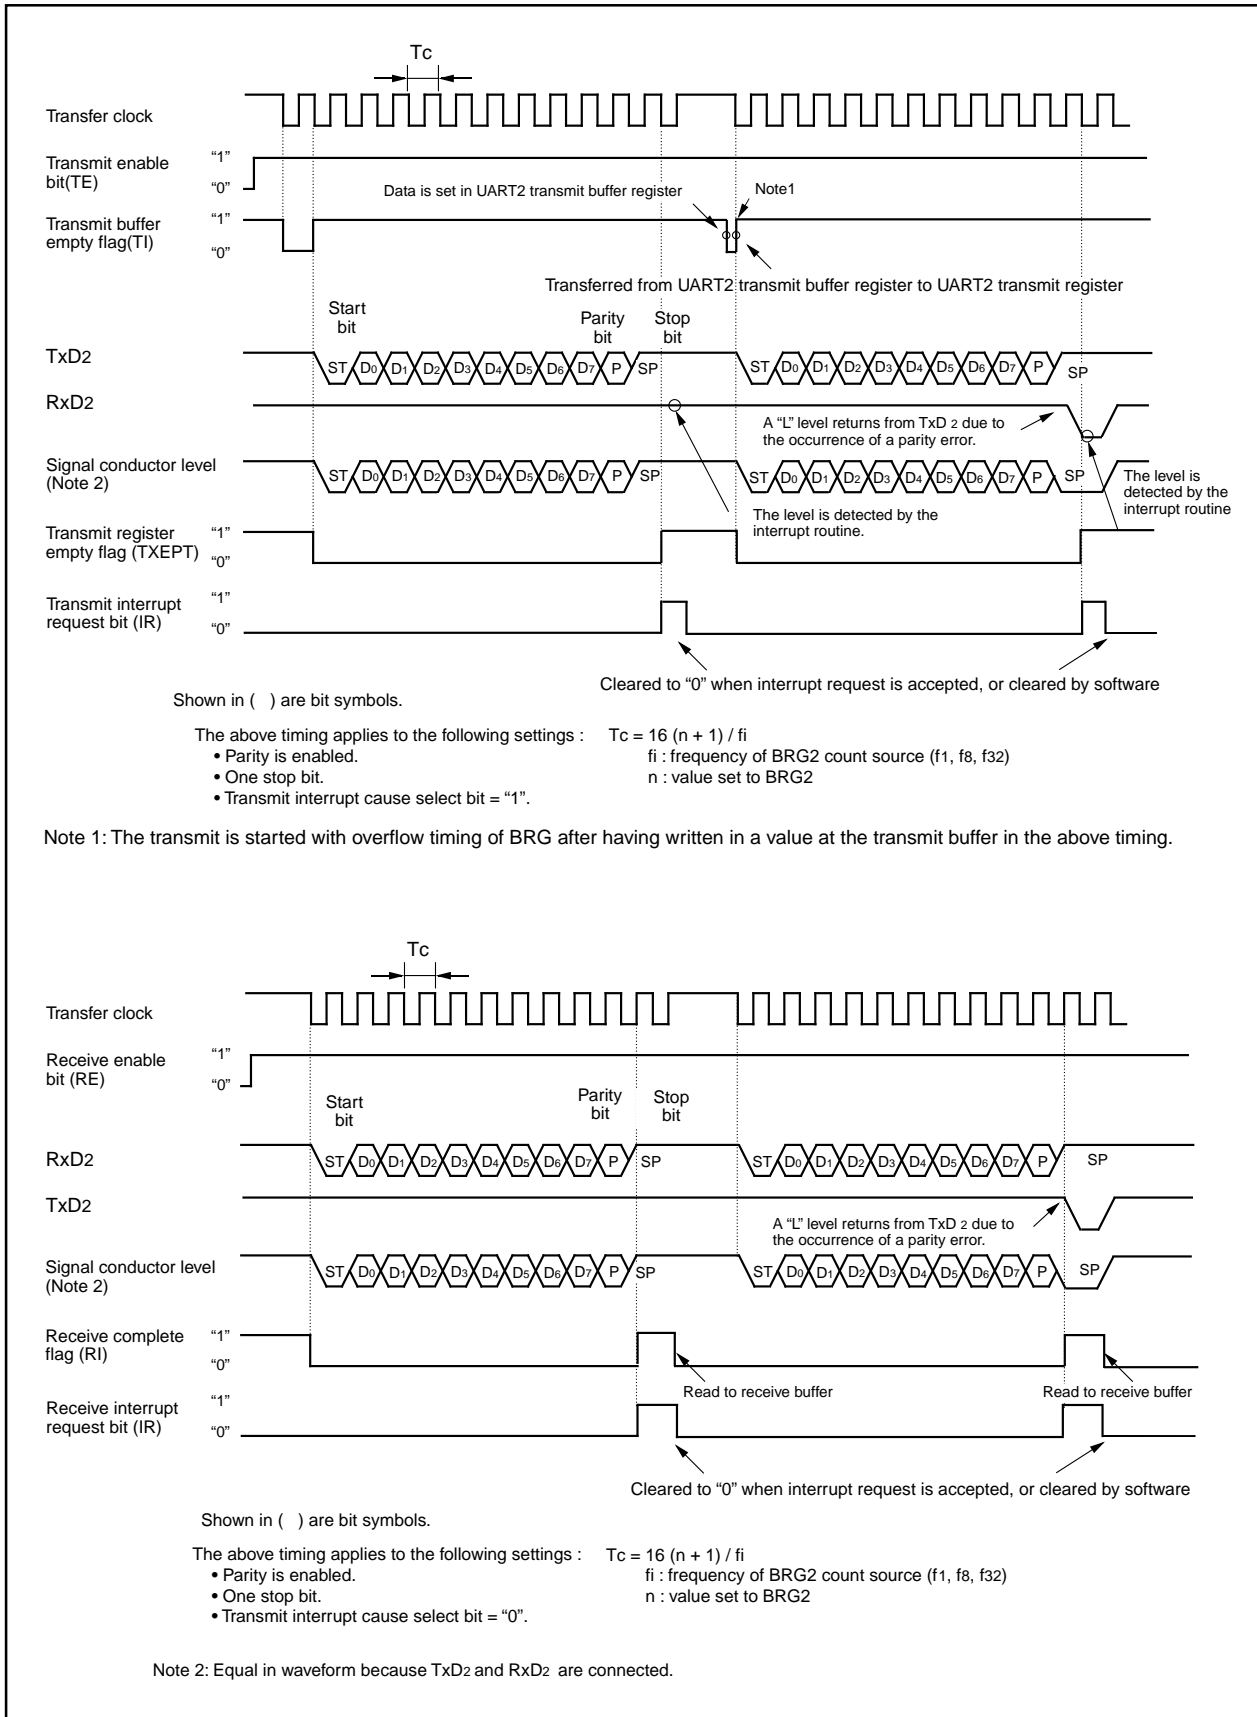 Tc
Transfer clock
Transmit enable
bit(TE)
“1”
“0”
Data is set in UART2 transmit buffer register
Note1
Transmit buffer
empty flag(TI)
“1”
“0”
Transferred from UART2 transmit buffer register to UART2 transmit register
Start
bit
Parity
bit
Stop
bit
TxD2
ST D0 D1 D2 D3 D4 D5 D6 D7 P SP
ST D0 D1 D2 D3 D4 D5 D6 D7 P SP
RxD2
A “L” level returns from TxD 2 due to
the occurrence of a parity error.
Signal conductor level
(Note 2)
ST D0 D1 D2 D3 D4 D5 D6 D7 P SP
ST D0 D1 D2 D3 D4 D5 D6 D7 P SP
The level is
detected by the
interrupt routine
The level is detected by the
interrupt routine.
Transmit register
empty flag (TXEPT)
“1”
“0”
Transmit interrupt
request bit (IR)
“1”
“0”
Cleared to “0” when interrupt request is accepted, or cleared by software
Shown in ( ) are bit symbols.
The above timing applies to the following settings :
• Parity is enabled.
• One stop bit.
• Transmit interrupt cause select bit = “1”.
Tc = 16 (n + 1) / fi
fi : frequency of BRG2 count source (f1, f8, f32)
n : value set to BRG2
Note 1: The transmit is started with overflow timing of BRG after having written in a value at the transmit buffer in the above timing.
Tc
Transfer clock
Receive enable
bit (RE)
“1”
“0”
Start
bit
Parity
bit
Stop
bit
RxD2
ST D0 D1 D2 D3 D4 D5 D6 D7 P SP
ST D0 D1 D2 D3 D4 D5 D6 D7 P SP
TxD2
A “L” level returns from TxD 2 due to
the occurrence of a parity error.
Signal conductor level
(Note 2)
ST D0 D1 D2 D3 D4 D5 D6 D7 P SP
ST D0 D1 D2 D3 D4 D5 D6 D7 P SP
Receive complete
flag (RI)
“1”
“0”
Read to receive buffer
Read to receive buffer
Receive interrupt
request bit (IR)
“1”
“0”
Cleared to “0” when interrupt request is accepted, or cleared by software
Shown in ( ) are bit symbols.
The above timing applies to the following settings :
• Parity is enabled.
• One stop bit.
• Transmit interrupt cause select bit = “0”.
Tc = 16 (n + 1) / fi
fi : frequency of BRG2 count source (f1, f8, f32)
n : value set to BRG2
Note 2: Equal in waveform because TxD2 and RxD2 are connected.